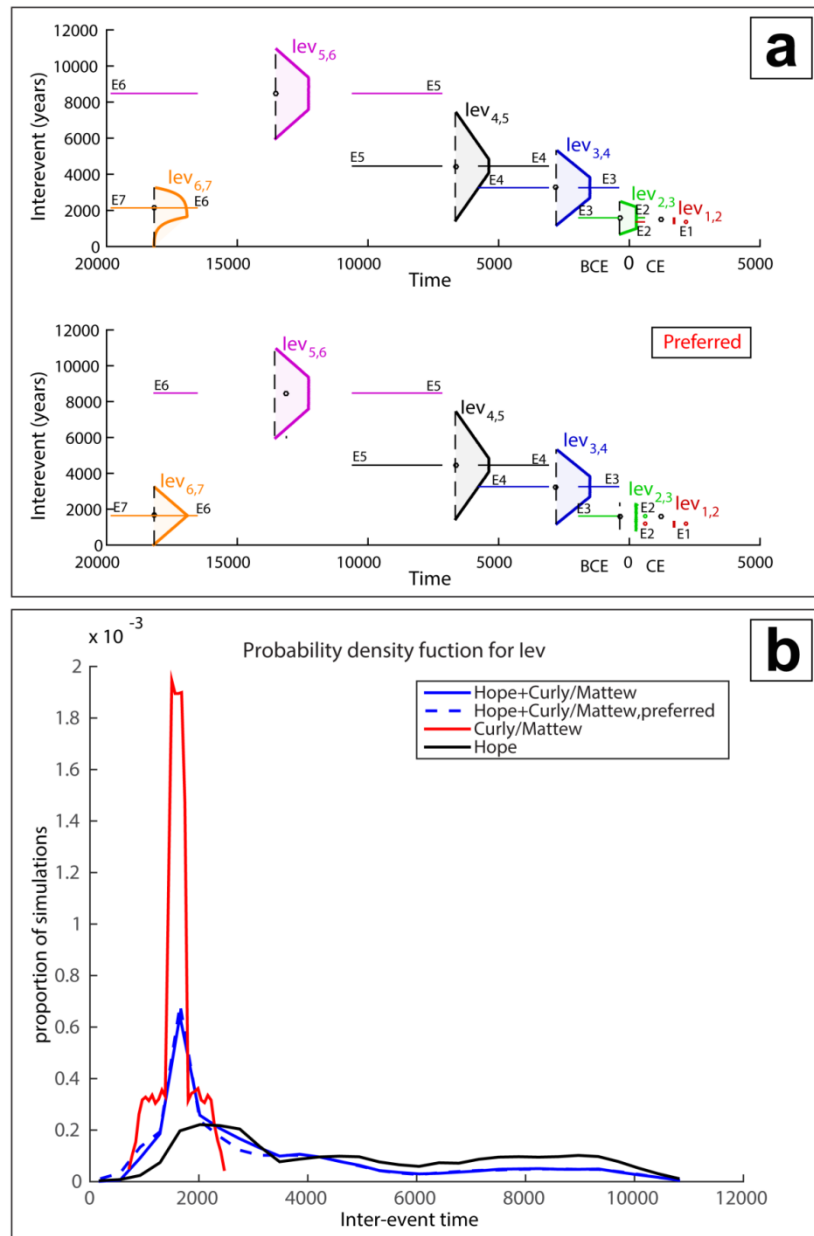 a
Interevent (years)
12000
10000
8000
6000
4000
2000
0
Iev5,6
E6
E5
Iev4,5
E5
E4
E4
Iev3,4
E3
Iev6,7
E7
E6
E3
Iev2,3
E2
E2
Iev1,2
E1
20000
15000
10000
5000
BCE 0 CE
5000
Time
Interevent (years)
12000
10000
8000
6000
4000
2000
0
Preferred
Iev5,6
E6
E5
Iev4,5
E5
E4
E4
Iev3,4
E3
Iev6,7
E7
E6
E3
Iev2,3
E2
E2
Iev1,2
E1
20000
15000
10000
5000
BCE 0 CE
5000
Time
b
x 10 -3
Probability density fuction for Iev
Hope+Curly/Mattew
Hope+Curly/Mattew,preferred
Curly/Mattew
Hope
proportion of simulations
2
1.8
1.6
1.4
1.2
1
0.8
0.6
0.4
0.2
0
0 2000 4000 6000 8000 10000 12000
Inter-event time